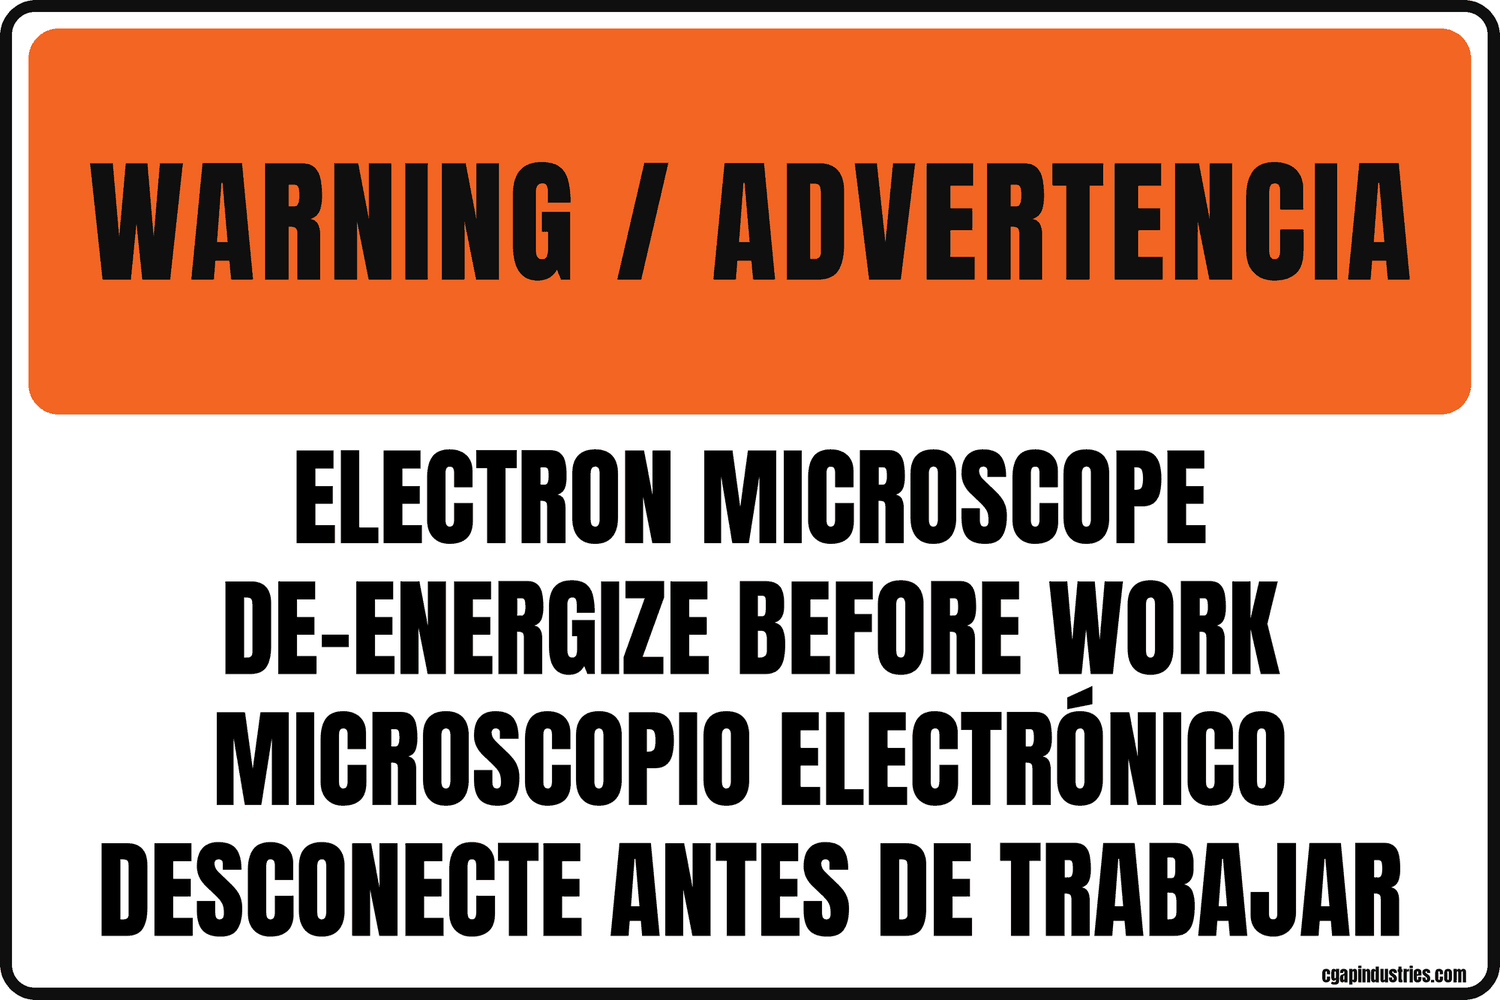 WARNING / ADVERTENCIA
ELECTRON MICROSCOPE
DE-ENERGIZE BEFORE WORK
MICROSCOPIO ELECTRÓNICO
DESCONECTE ANTES DE TRABAJAR
cgapindustries.com